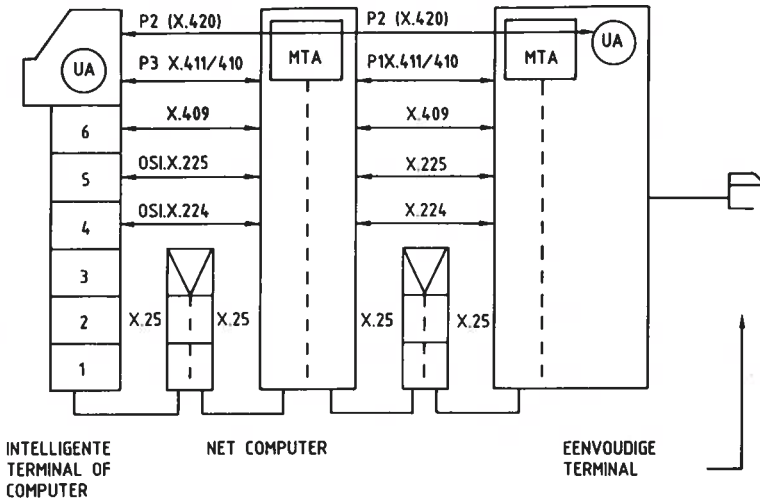 P2 (X.420)
P2 (X.420)
UA
MTA
MTA
UA
P3 X.411/410
P1X.411/410
6
X.409
X.409
5
OSI.X.225
X.225
4
OSI.X.224
X.224
3
2
X.25
X.25
X.25
X.25
1
INTELLIGENTE
TERMINAL OF
COMPUTER
NET COMPUTER
EENVOUDIGE
TERMINAL